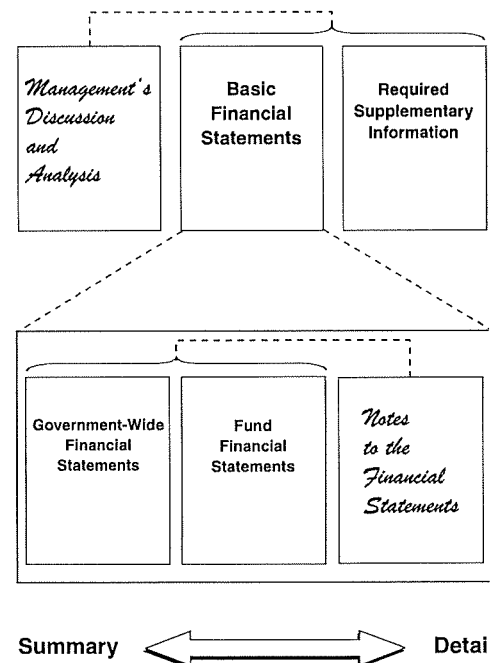 Management's
Discussion
and
Analysis
Basic
Financial
Statements
Required
Supplementary
Information
Government-Wide
Financial
Statements
Fund
Financial
Statements
Notes
to the
Financial
Statements
Summary
Detai